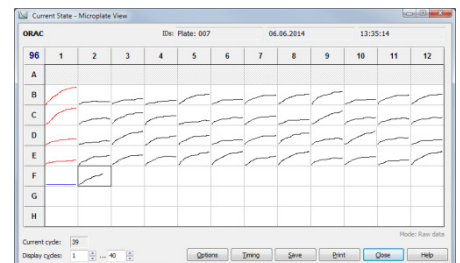 Current State - Microplate View
ORAC IDs: Plate: 007 06.06.2014 13:35:14
96 1 2 3 4 5 6 7 8 9 10 11 12
A
B
C
D
E
F
G
H
Mode: Raw data
Current cycle: 39
Display cycles: 1 ... 40 Options Timing Save Print Close Help